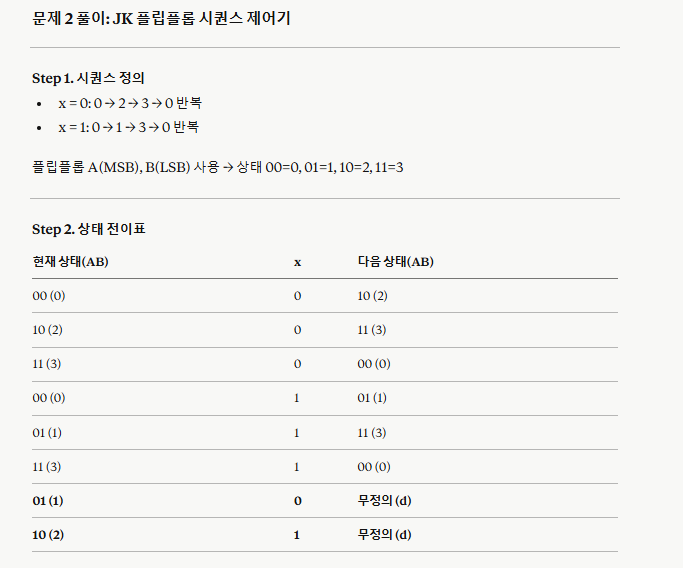 문제 2 풀이: JK 플립플롭 시퀀스 제어기
Step 1. 시퀀스 정의
• x = 0: 0 → 2 → 3 → 0 반복
• x = 1: 0 → 1 → 3 → 0 반복
플립플롭 A(MSB), B(LSB) 사용 → 상태 00=0, 01=1, 10=2, 11=3
Step 2. 상태 전이표
현재 상태(AB) x 다음 상태(AB)
00 (0) 0 10 (2)
10 (2) 0 11 (3)
11 (3) 0 00 (0)
00 (0) 1 01 (1)
01 (1) 1 11 (3)
11 (3) 1 00 (0)
01 (1) 0 무정의 (d)
10 (2) 1 무정의 (d)